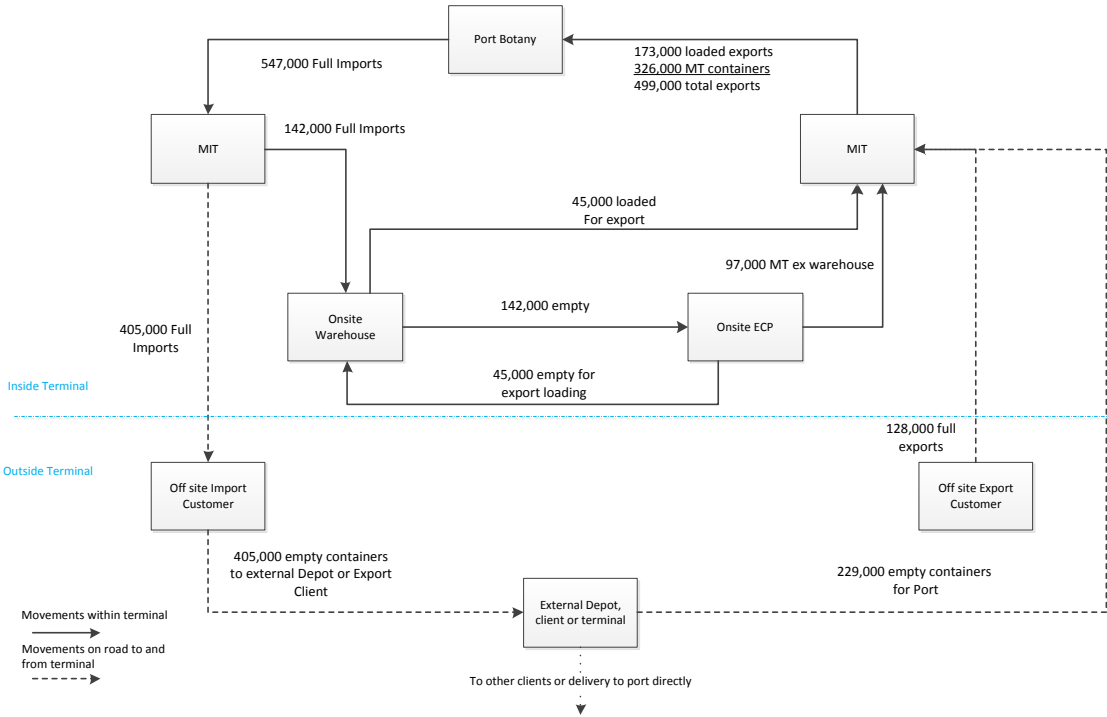 Port Botany
547,000 Full Imports
173,000 loaded exports
326,000 MT containers
499,000 total exports
MIT
142,000 Full Imports
MIT
45,000 loaded
For export
97,000 MT ex warehouse
Onsite
Warehouse
142,000 empty
Onsite ECP
405,000 Full
Imports
45,000 empty for
export loading
Inside Terminal
128,000 full
exports
Outside Terminal
Off site Import
Customer
Off site Export
Customer
405,000 empty containers
to external Depot or Export
Client
229,000 empty containers
for Port
External Depot,
client or terminal
Movements within terminal
Movements on road to and
from terminal
To other clients or delivery to port directly